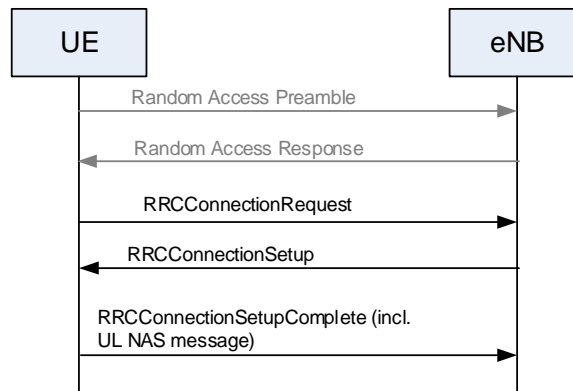 UE
eNB
Random Access Preamble
Random Access Response
RRCConnectionRequest
RRCConnectionSetup
RRCConnectionSetupComplete (incl.
UL NAS message)